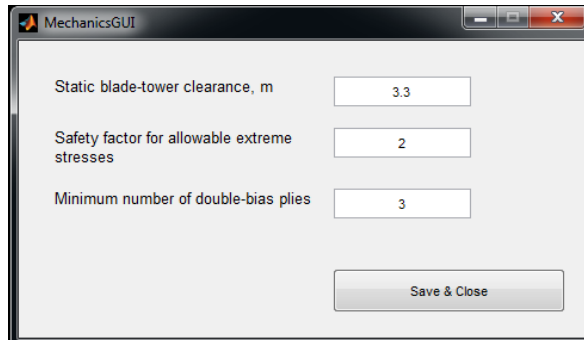 MechanicsGUI
Static blade-tower clearance, m
3.3
Safety factor for allowable extreme
stresses
2
Minimum number of double-bias plies
3
Save & Close